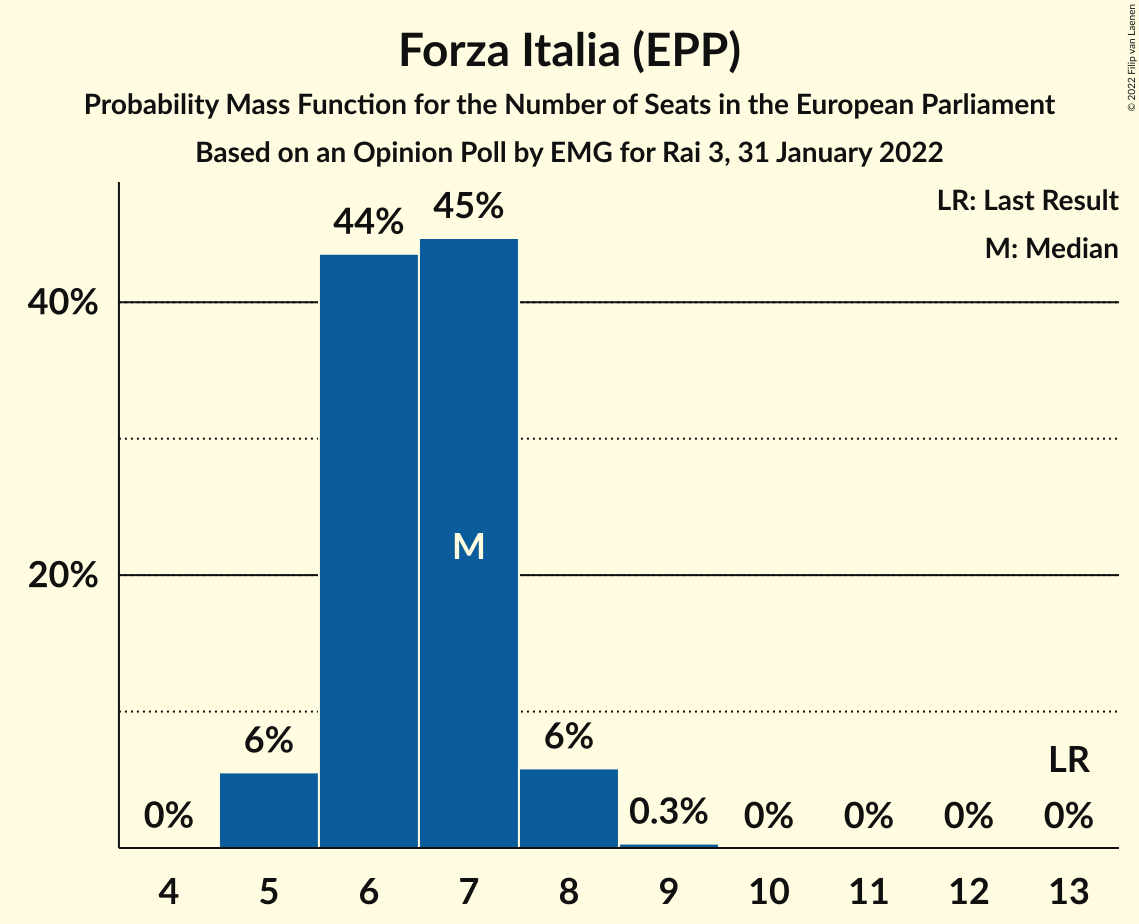 Forza Italia (EPP)
Probability Mass Function for the Number of Seats in the European Parliament
Based on an Opinion Poll by EMG for Rai 3, 31 January 2022
© 2022 Filip van Laenen
LR: Last Result
M: Median
40%
20%
0%
6%
44%
45%
M
6%
0.3%
0%
0%
0%
LR
0%
4 5 6 7 8 9 10 11 12 13